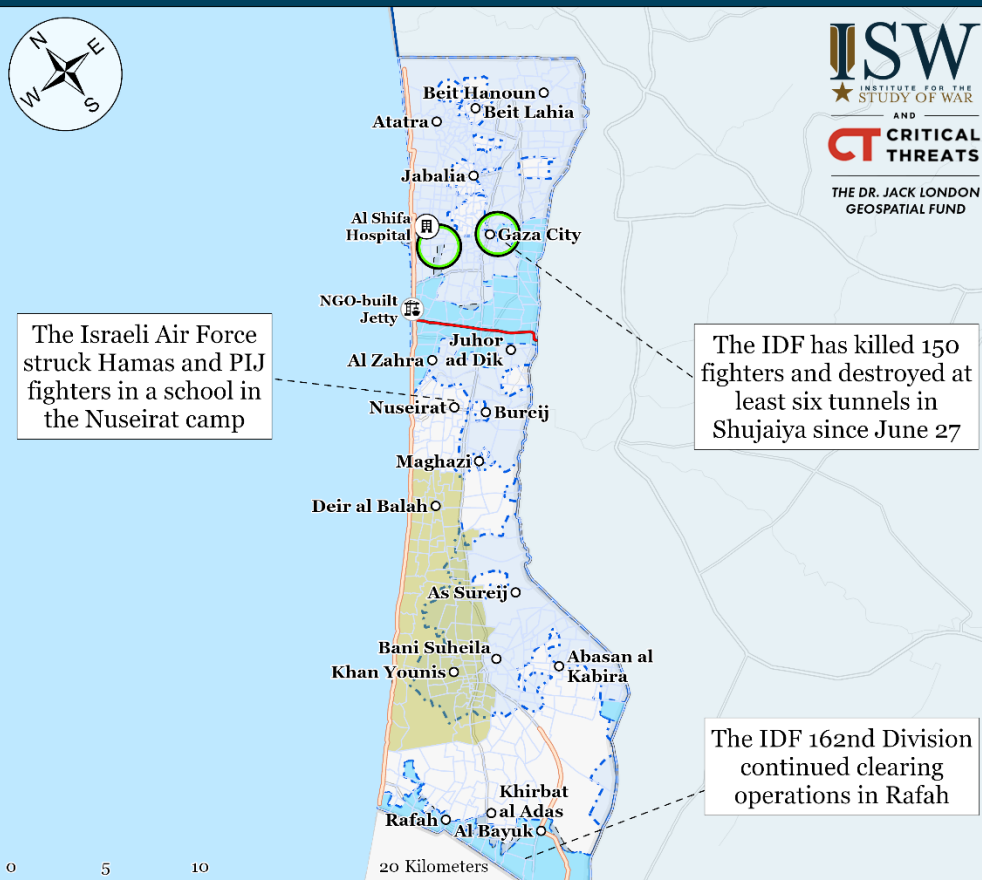 N
E
W
S
ISW
INSTITUTE FOR THE
STUDY OF WAR
AND
CT CRITICAL
THREATS
THE DR. JACK LONDON
GEOSPATIAL FUND
Beit Hanoun
Beit Lahia
Atatra
Jabalia
Al Shifa
Hospital
Gaza City
NGO-built
Jetty
The Israeli Air Force
struck Hamas and PIJ
fighters in a school in
the Nuseirat camp
Juhor
ad Dik
Al Zahra
The IDF has killed 150
fighters and destroyed at
least six tunnels in
Shujaiya since June 27
Nuseirat
Bureij
Maghazi
Deir al Balah
As Sureij
Bani Suheila
Abasan al
Kabira
Khan Younis
The IDF 162nd Division
continued clearing
operations in Rafah
Khirbat
al Adas
Rafah
Al Bayuk
0 5 10 20 Kilometers